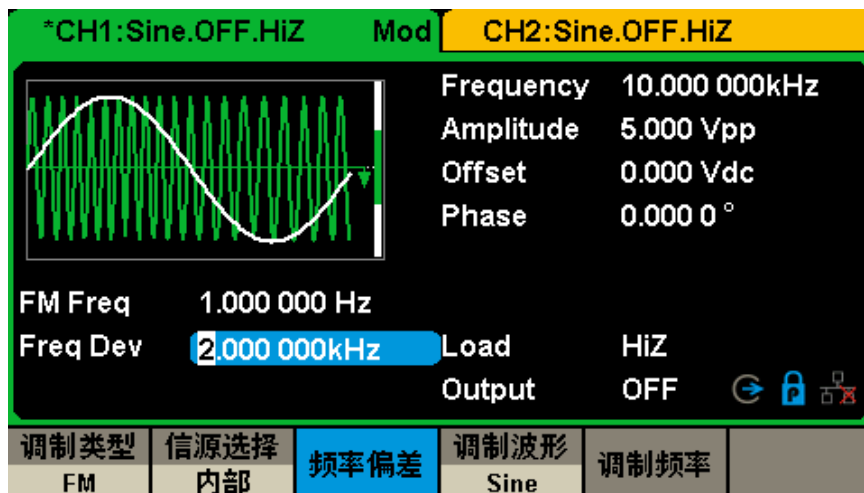 *CH1:Sine.OFF.HiZ Mod CH2:Sine.OFF.HiZ
Frequency 10.000 000kHz
Amplitude 5.000 Vpp
Offset 0.000 Vdc
Phase 0.000 0°
FM Freq 1.000 000 Hz
Freq Dev 2.000 000kHz
Load HiZ
Output OFF P
调制类型 信源选择 频率偏差 调制波形 调制频率
FM 内部 Sine